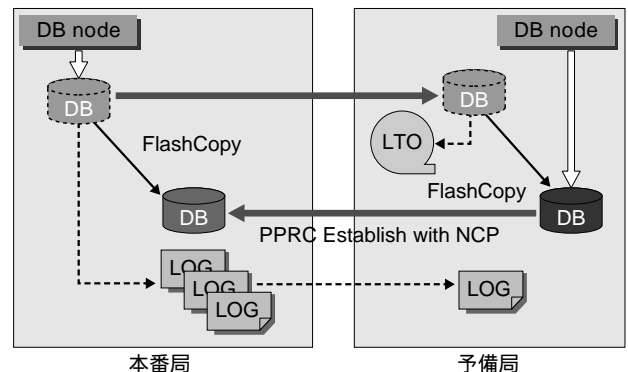 DB node
DB node
DB
DB
LTO
FlashCopy
FlashCopy
DB
DB
PPRC Establish with NCP
LOG
LOG
LOG
LOG
本番局
予備局